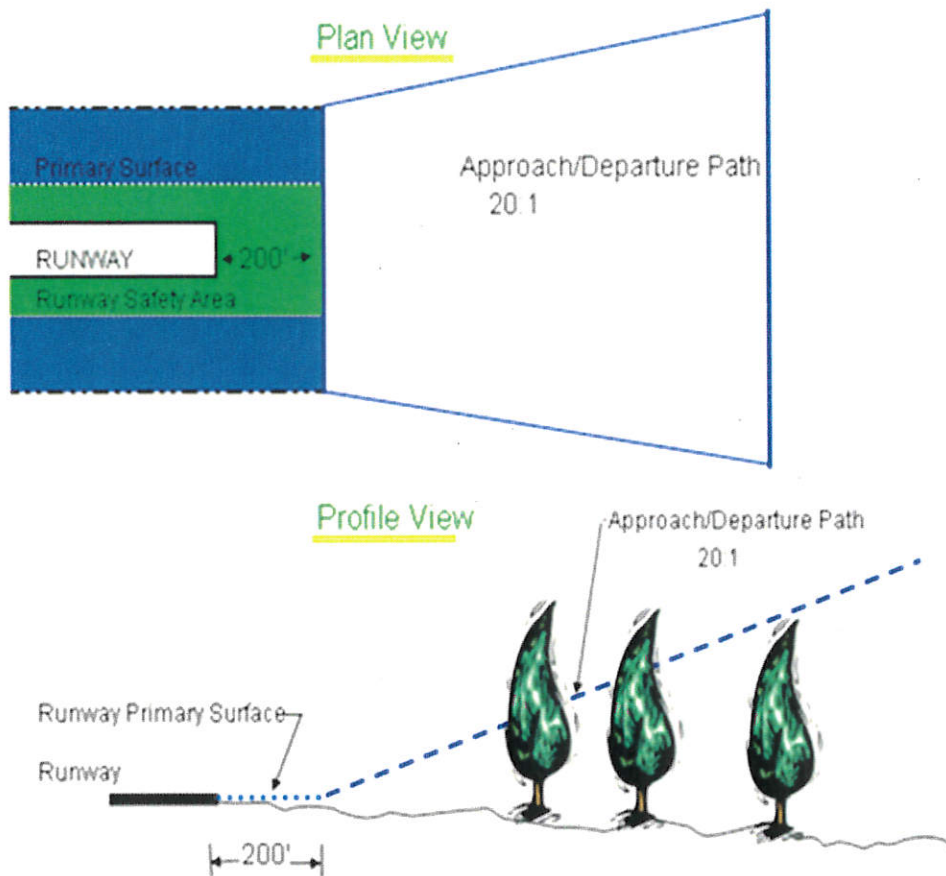 Plan View
Primary Surface
Approach/Departure Path
20:1
RUNWAY
200'
Runway Safety Area
Profile View
Approach/Departure Path
20:1
Runway Primary Surface
Runway
200'